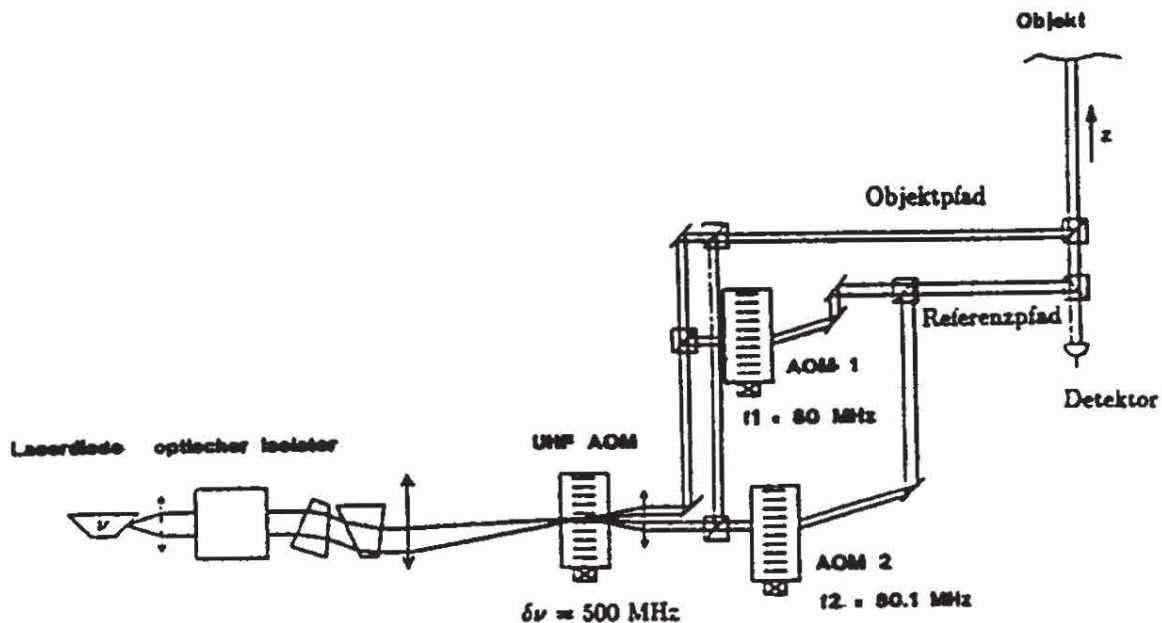 Objekt
z
Objektpfad
Referenzpfad
AOM 1
f1 = 80 MHz
Detektor
Laserdiode optischer Isolator
UHF AOM
ν
AOM 2
f2 = 80.1 MHz
δν = 500 MHz